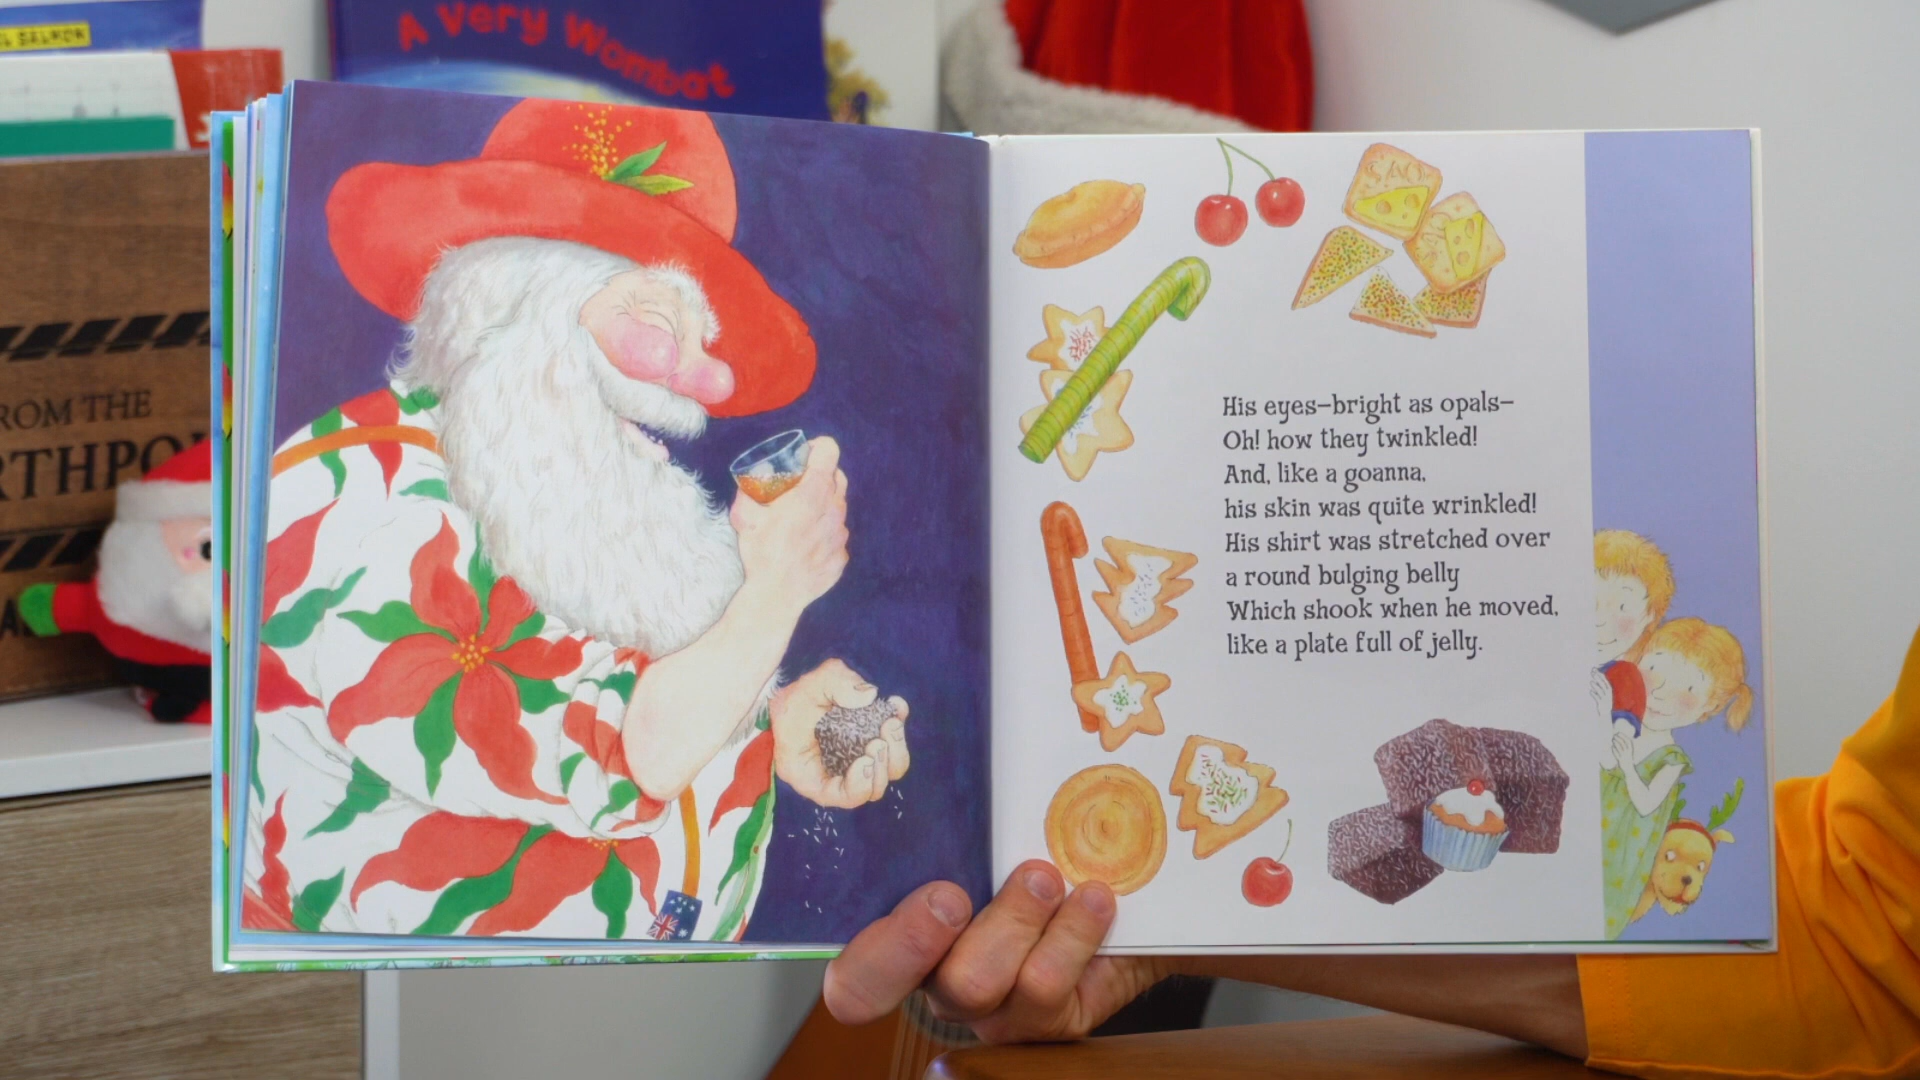 L SELMON
A Very Wombat
FROM THE
RTHPO
SAO
SAO
His eyes—bright as opals—
Oh! how they twinkled!
And, like a goanna,
his skin was quite wrinkled!
His shirt was stretched over
a round bulging belly
Which shook when he moved,
like a plate full of jelly.